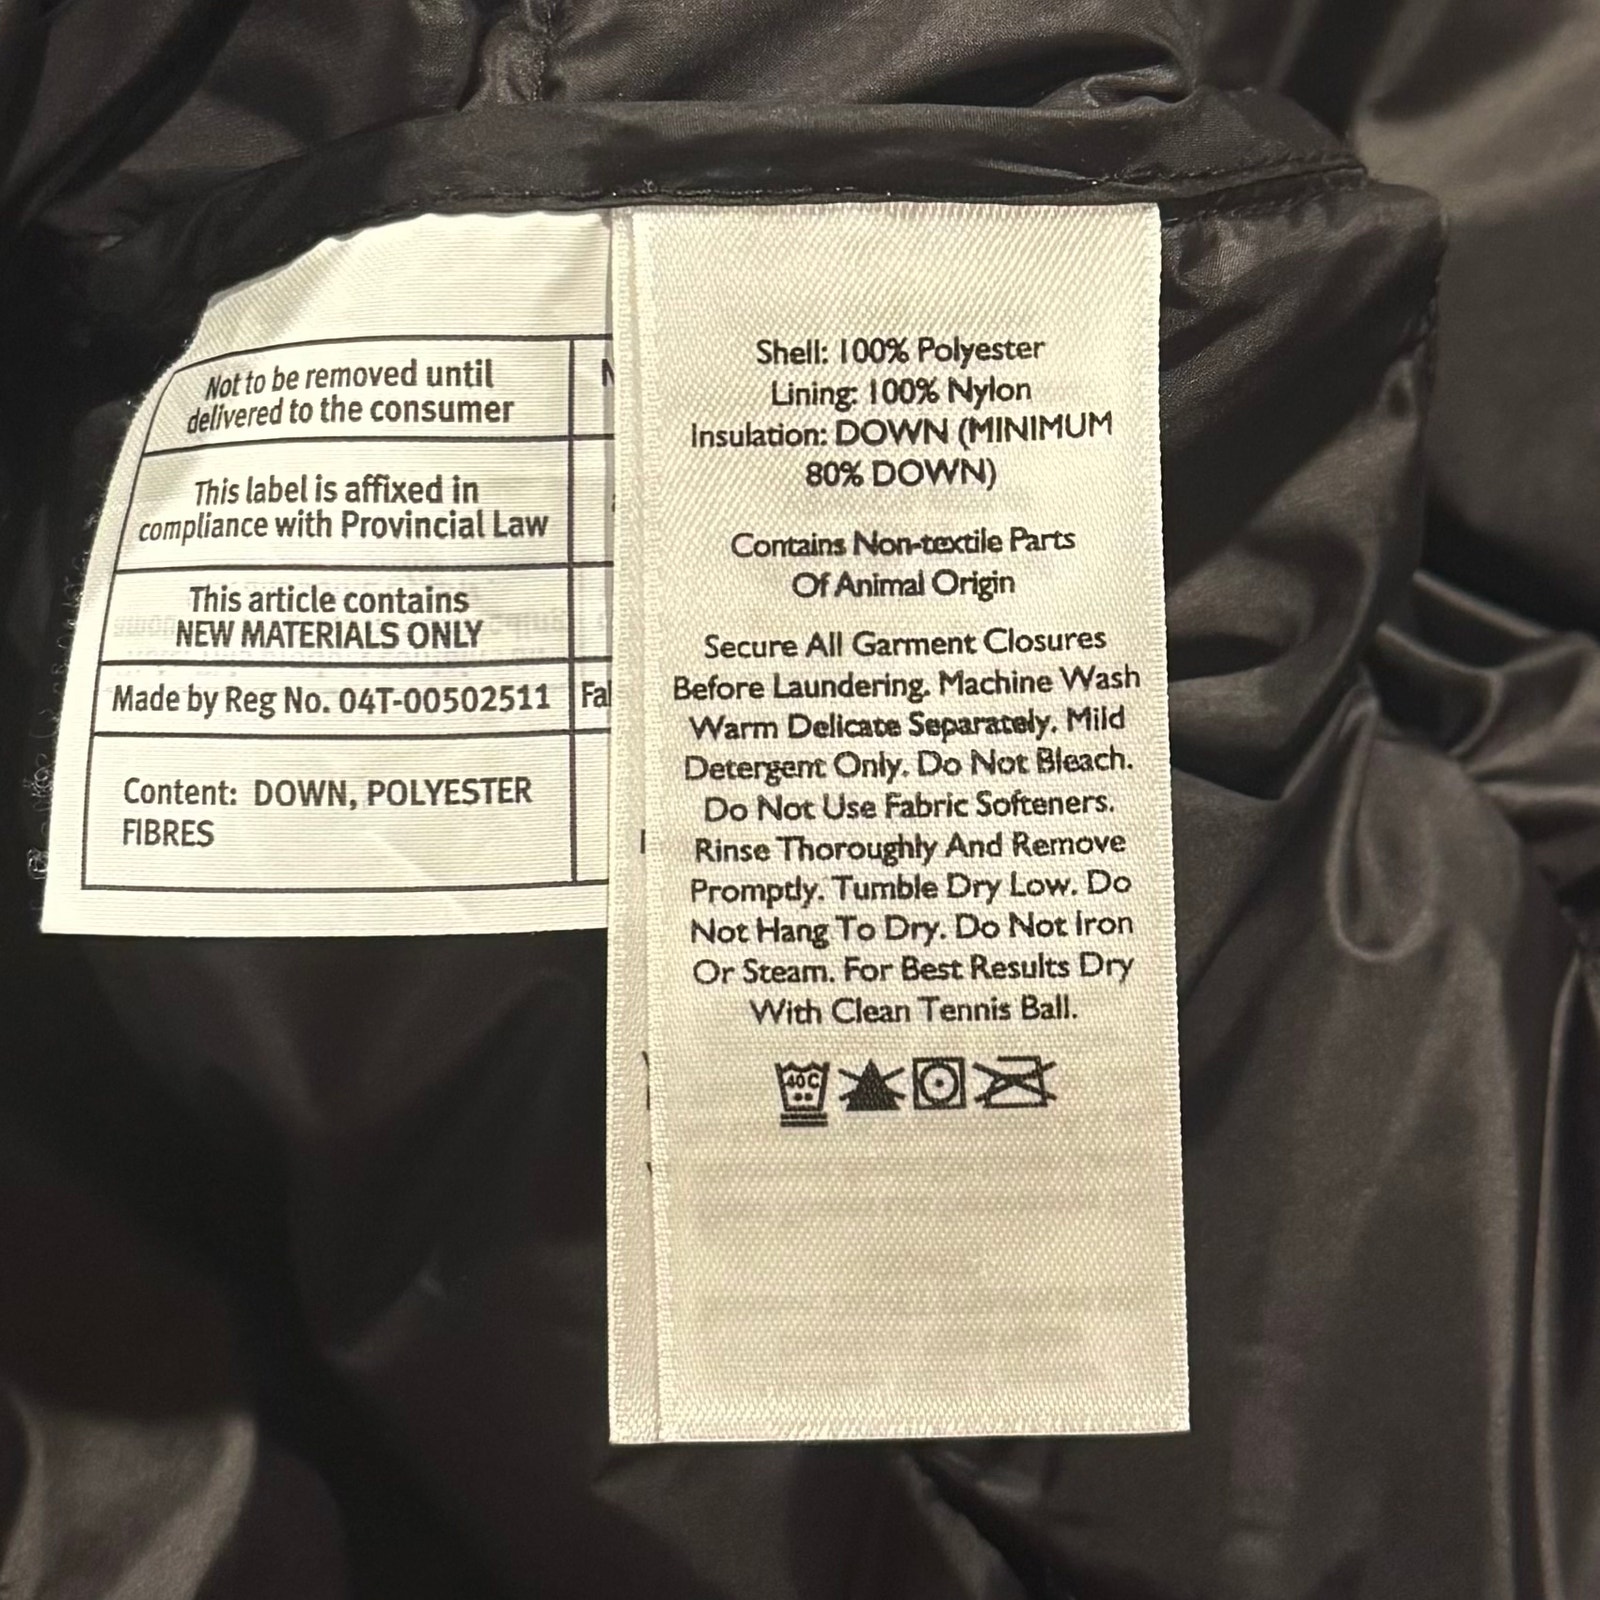 Not to be removed until
delivered to the consumer
This label is affixed in
compliance with Provincial Law
This article contains
NEW MATERIALS ONLY
Made by Reg No. 04T-00502511
Content: DOWN, POLYESTER
FIBRES
Shell: 100% Polyester
Lining: 100% Nylon
Insulation: DOWN (MINIMUM
80% DOWN)
Contains Non-textile Parts
Of Animal Origin
Secure All Garment Closures
Before Laundering. Machine Wash
Warm Delicate Separately. Mild
Detergent Only. Do Not Bleach.
Do Not Use Fabric Softeners.
Rinse Thoroughly And Remove
Promptly. Tumble Dry Low. Do
Not Hang To Dry. Do Not Iron
Or Steam. For Best Results Dry
With Clean Tennis Ball.
40C